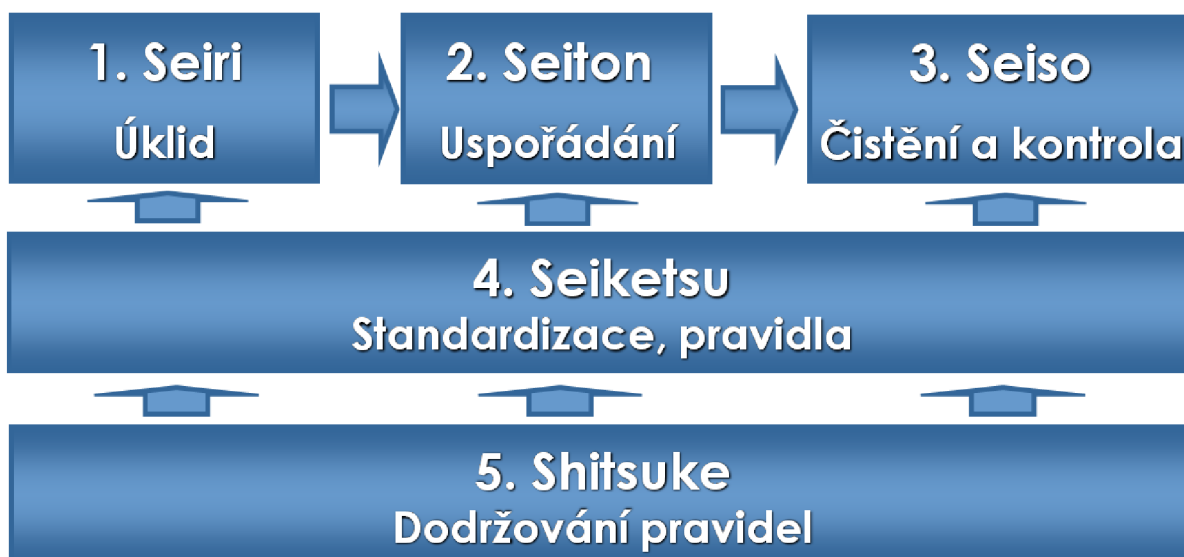 1. Seiri
Úklid
2. Seiton
Uspořádání
3. Seiso
Čistění a kontrola
4. Seiketsu
Standardizace, pravidla
5. Shitsuke
Dodržování pravidel